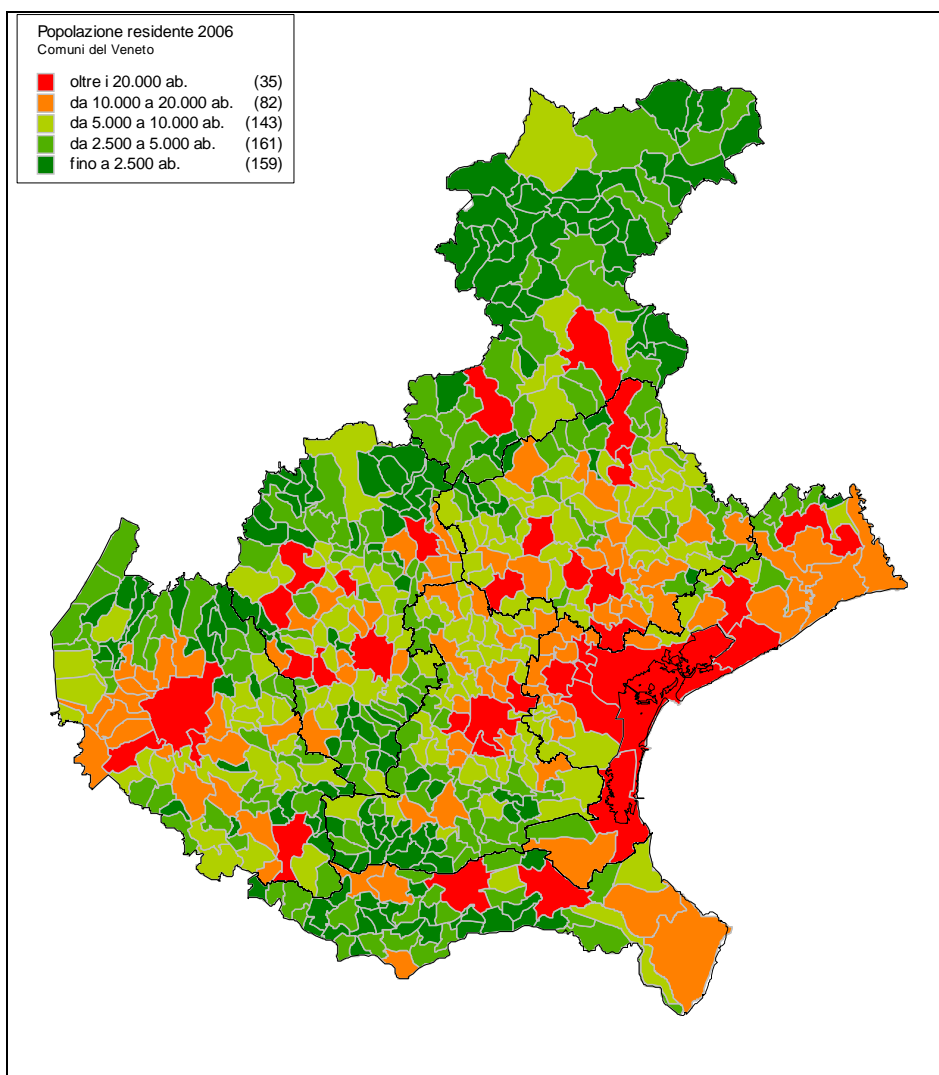 Popolazione residente 2006
Comuni del Veneto
oltre i 20.000 ab. (35)
da 10.000 a 20.000 ab. (82)
da 5.000 a 10.000 ab. (143)
da 2.500 a 5.000 ab. (161)
fino a 2.500 ab. (159)